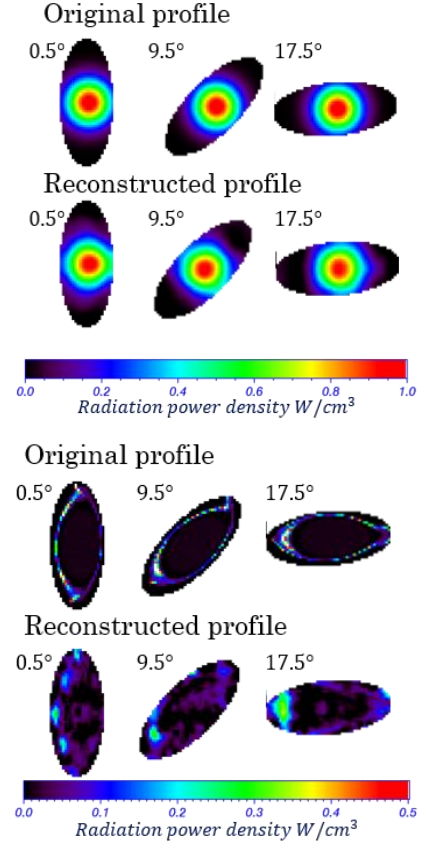 Original profile
0.5° 9.5° 17.5°
Reconstructed profile
0.5° 9.5° 17.5°
0.0 0.2 0.4 0.6 0.8 1.0
Radiation power density W/cm³
Original profile
0.5° 9.5° 17.5°
Reconstructed profile
0.5° 9.5° 17.5°
0.0 0.1 0.2 0.3 0.4 0.5
Radiation power density W/cm³